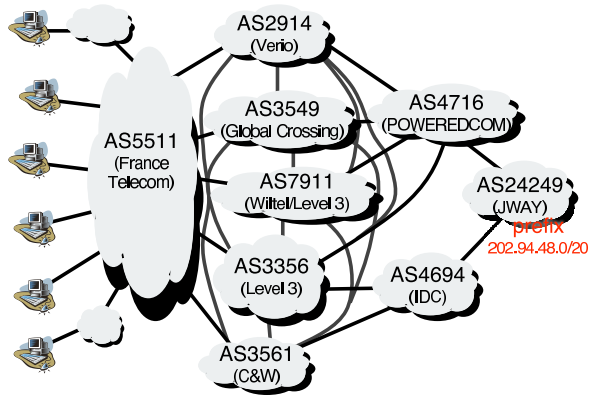 AS2914
(Verio)
AS3549
(Global Crossing)
AS4716
(POWEREDCOM)
AS5511
(France
Telecom)
AS7911
(Wiltel/Level 3)
AS24249
(JWAY)
prefix
202.94.48.0/20
AS3356
(Level 3)
AS4694
(IDC)
AS3561
(C&W)